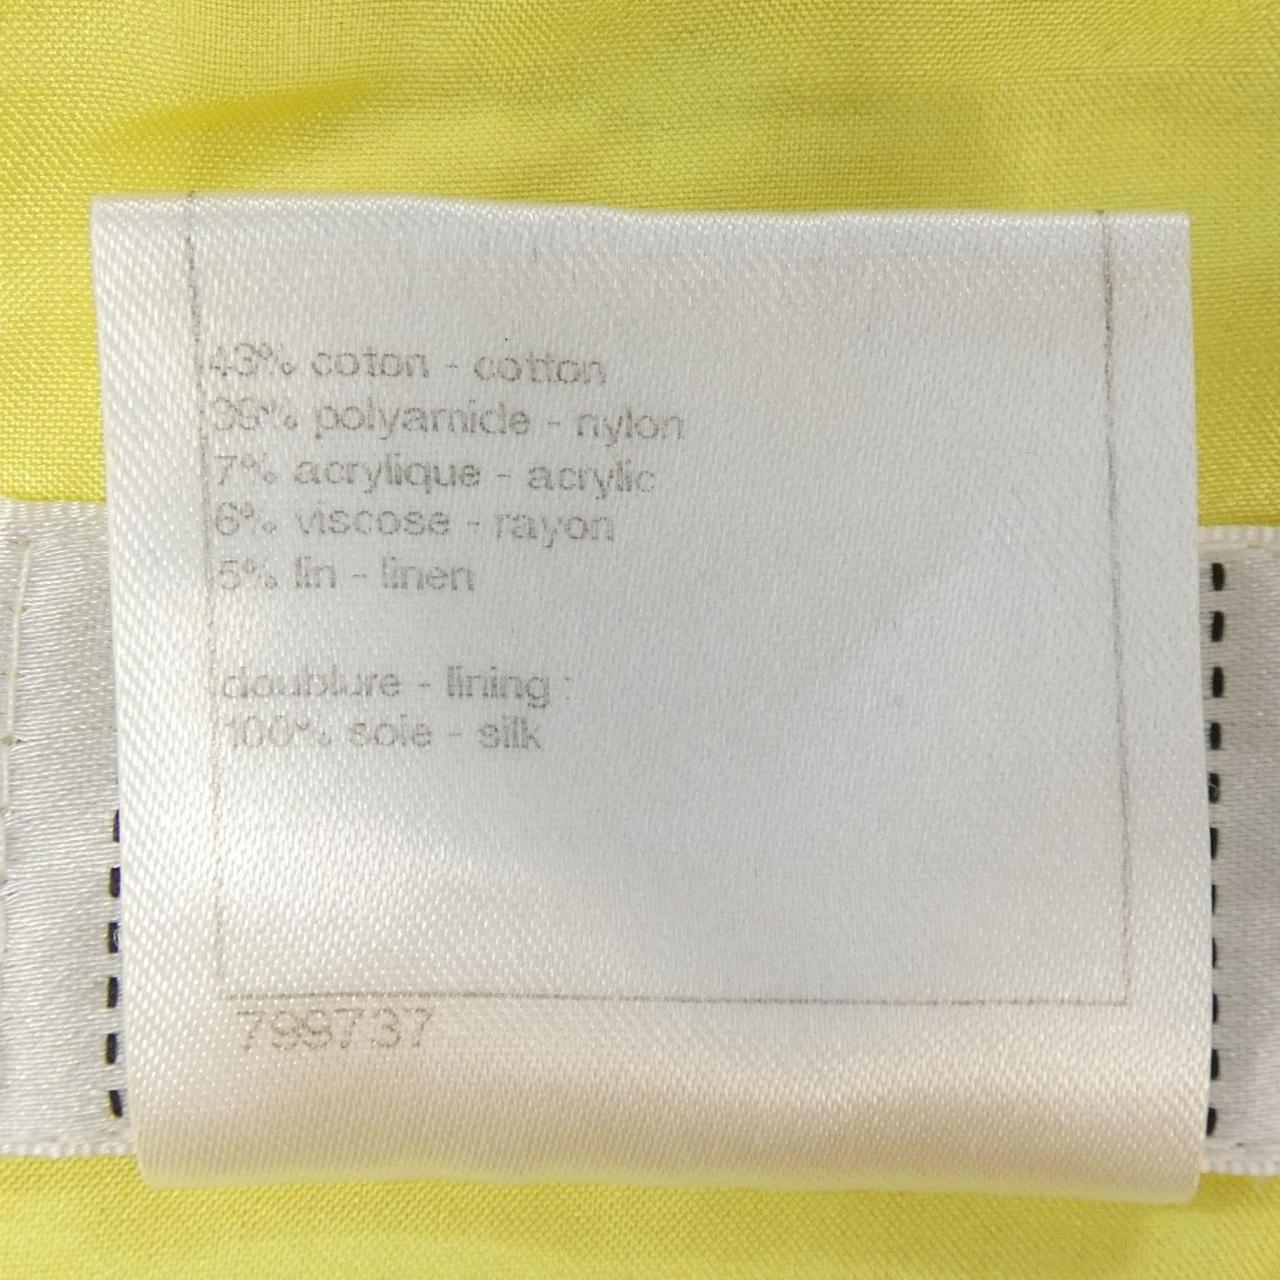 43% coton - cotton
39% polyamide - nylon
7% acrylique - acrylic
6% viscose - rayon
5% lin - linen
doublure - lining :
100% soie - silk
799737